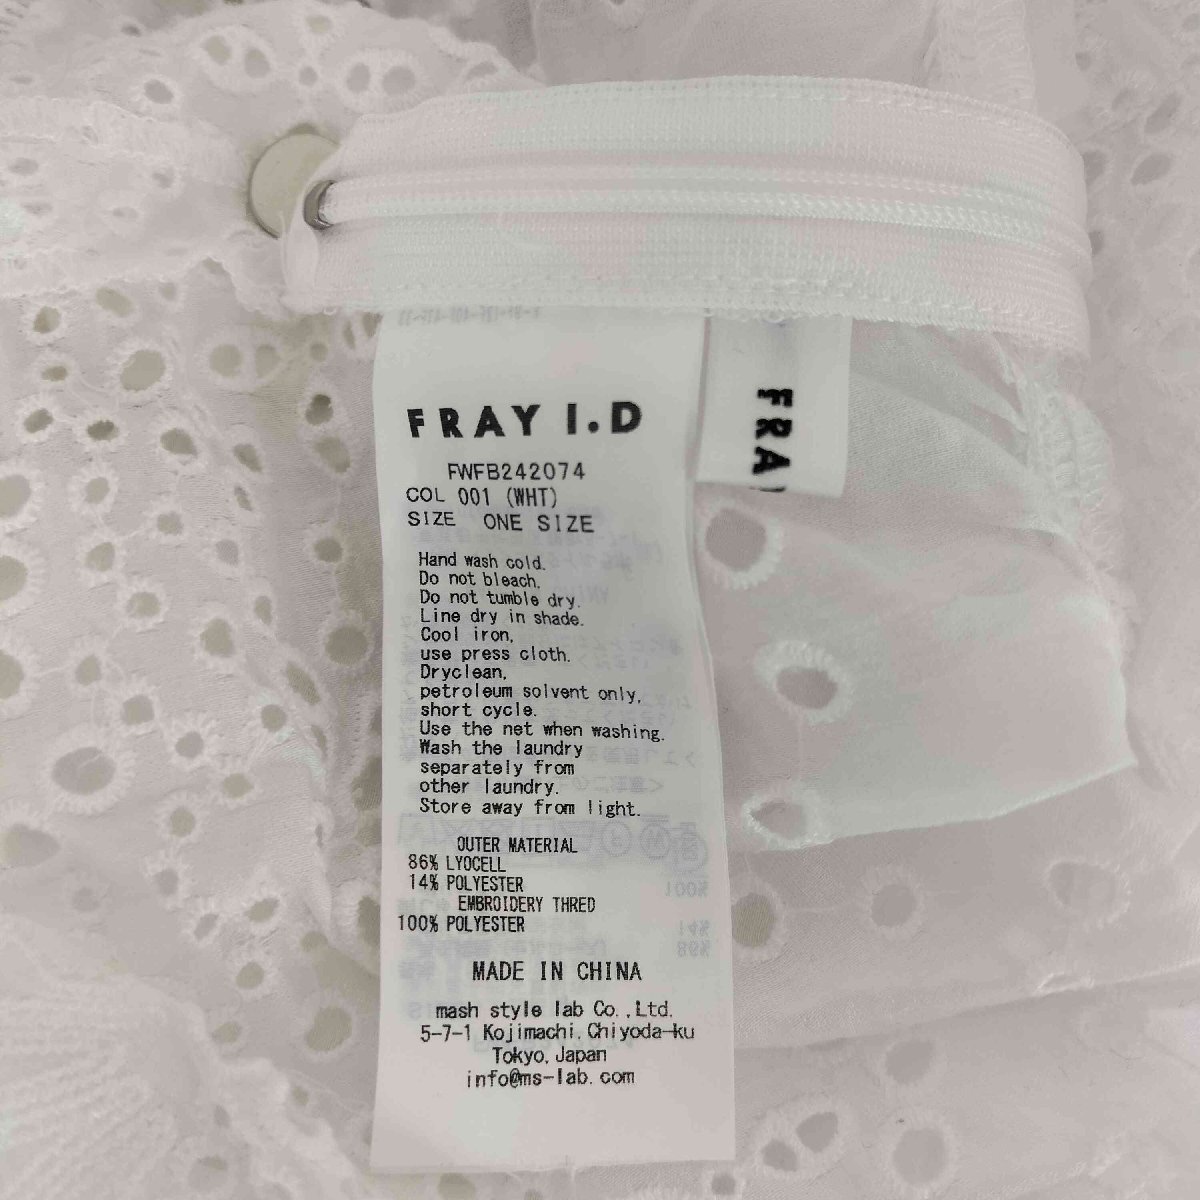 FRAY I.D
FWFB242074
COL 001 (WHT)
SIZE ONE SIZE
Hand wash cold.
Do not bleach.
Do not tumble dry.
Line dry in shade.
Cool iron,
use press cloth.
Dryclean,
petroleum solvent only,
short cycle.
Use the net when washing.
Wash the laundry
separately from
other laundry.
Store away from light.
OUTER MATERIAL
86% LYOCELL
14% POLYESTER
EMBROIDERY THRED
100% POLYESTER
MADE IN CHINA
mash style lab Co.,Ltd.
5-7-1 Kojimachi,Chiyoda-ku
Tokyo,Japan
info@ms-lab.com
FRA